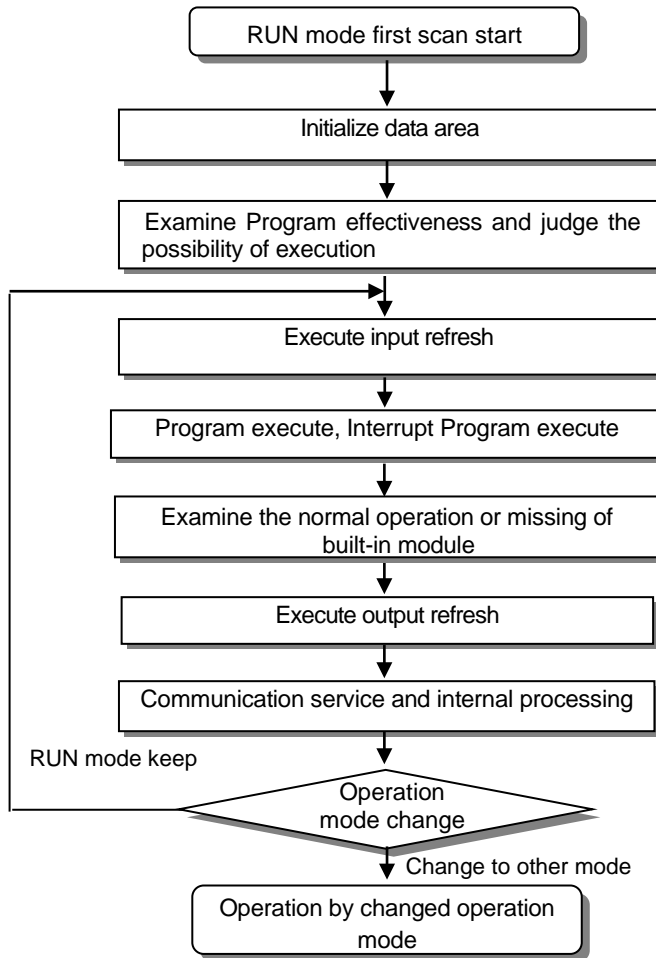 RUN mode first scan start
Initialize data area
Examine Program effectiveness and judge the
possibility of execution
Execute input refresh
Program execute, Interrupt Program execute
Examine the normal operation or missing of
built-in module
Execute output refresh
Communication service and internal processing
RUN mode keep
Operation
mode change
Change to other mode
Operation by changed operation
mode